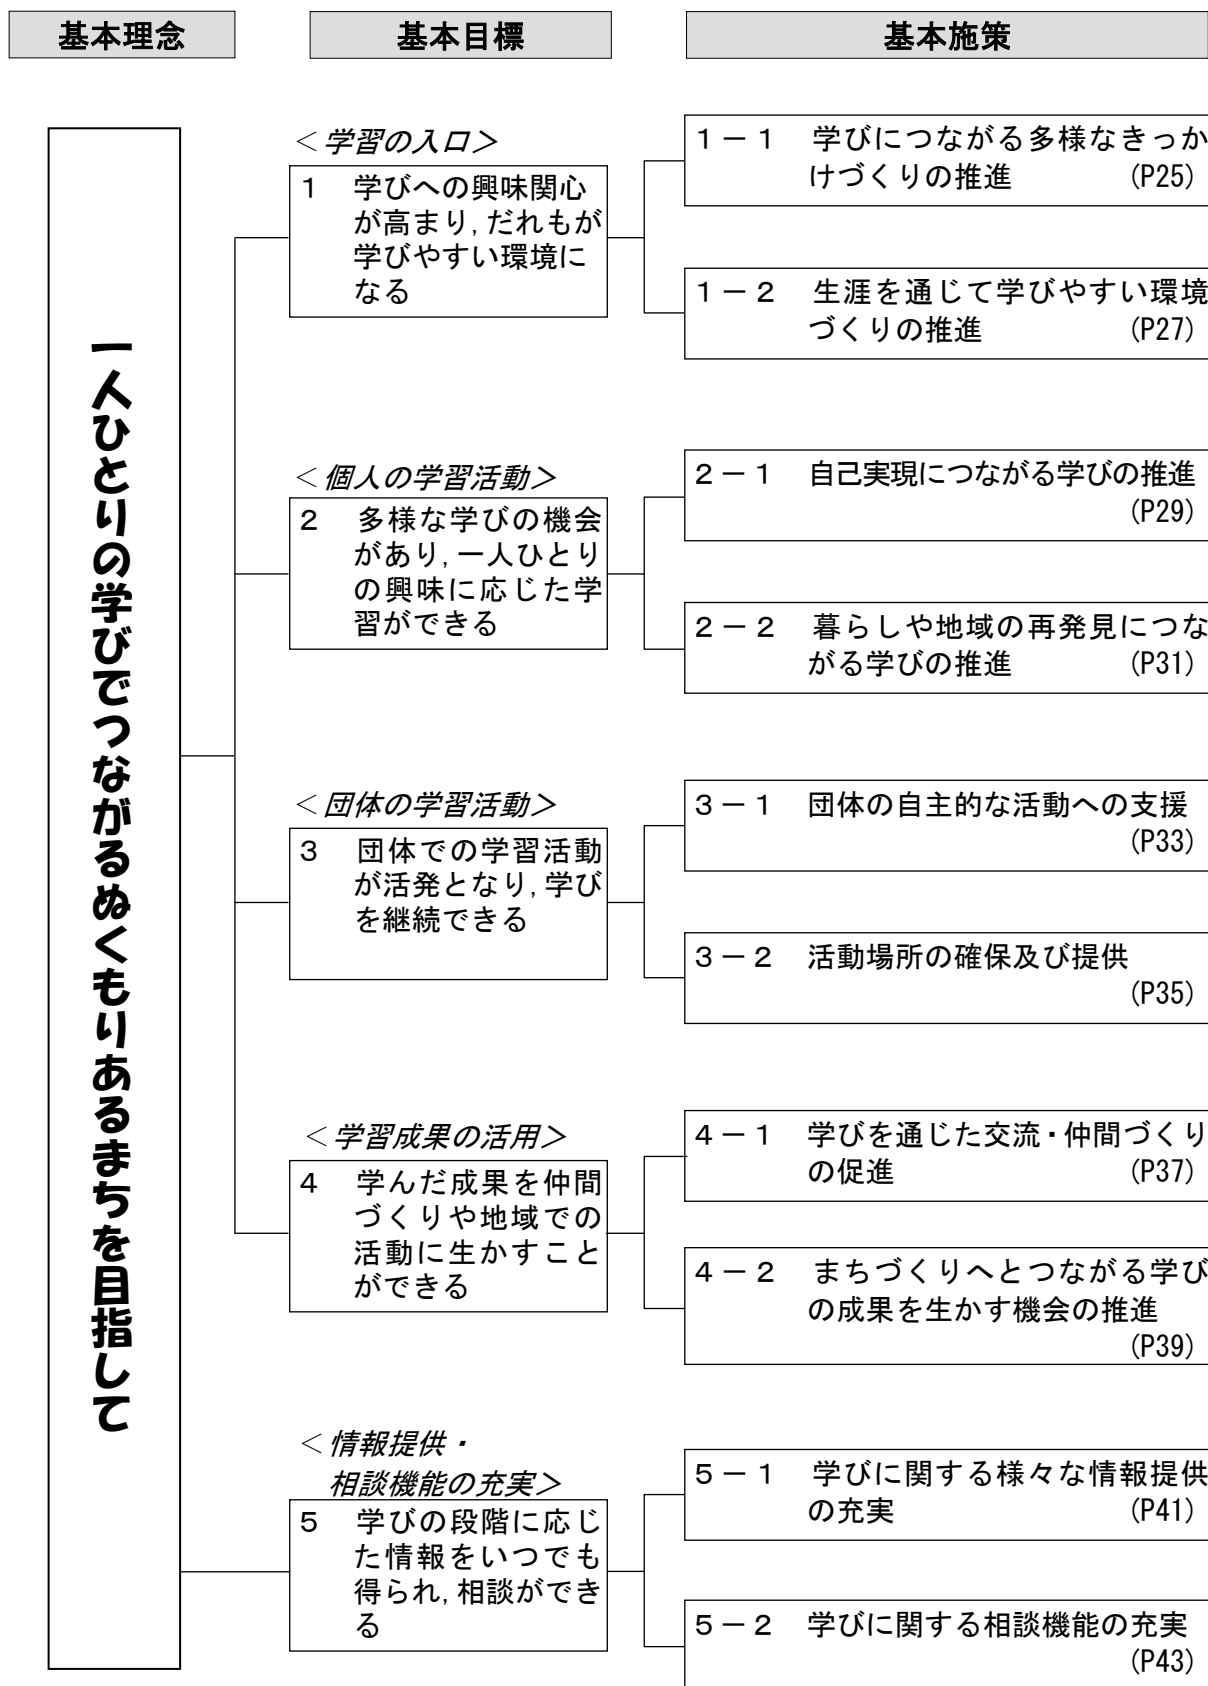 基本理念
基本目標
基本施策
一人ひとりの学びでつながるぬくもりあるまちを目指して
＜学習の入口＞
１　学びへの興味関心
が高まり,だれもが
学びやすい環境に
なる
１－１　学びにつながる多様なきっか
けづくりの推進　(P25)
１－２　生涯を通じて学びやすい環境
づくりの推進　(P27)
＜個人の学習活動＞
２　多様な学びの機会
があり,一人ひとり
の興味に応じた学
習ができる
２－１　自己実現につながる学びの推進
(P29)
２－２　暮らしや地域の再発見につな
がる学びの推進　(P31)
＜団体の学習活動＞
３　団体での学習活動
が活発となり,学び
を継続できる
３－１　団体の自主的な活動への支援
(P33)
３－２　活動場所の確保及び提供
(P35)
＜学習成果の活用＞
４　学んだ成果を仲間
づくりや地域での
活動に生かすこと
ができる
４－１　学びを通じた交流・仲間づくり
の促進　(P37)
４－２　まちづくりへとつながる学び
の成果を生かす機会の推進
(P39)
＜情報提供・
相談機能の充実＞
５　学びの段階に応じ
た情報をいつでも
得られ,相談ができ
る
５－１　学びに関する様々な情報提供
の充実　(P41)
５－２　学びに関する相談機能の充実
(P43)